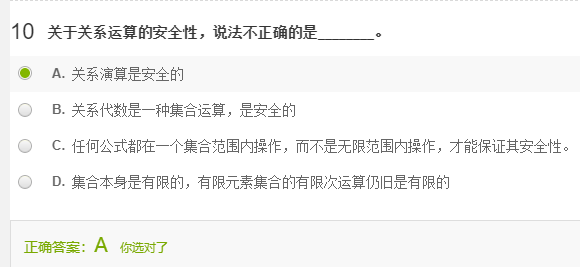 10 关于关系运算的安全性，说法不正确的是________。
A. 关系演算是安全的
B. 关系代数是一种集合运算，是安全的
C. 任何公式都在一个集合范围内操作，而不是无限范围内操作，才能保证其安全性。
D. 集合本身是有限的，有限元素集合的有限次运算仍旧是有限的
正确答案：A 你选对了